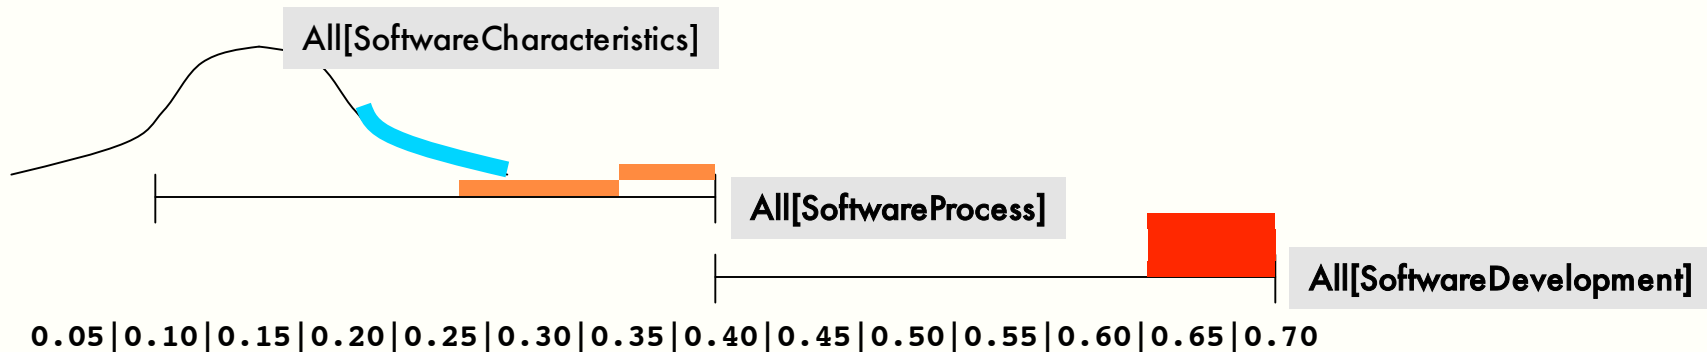 All[SoftwareCharacteristics]
All[SoftwareProcess]
All[SoftwareDevelopment]
0.05|0.10|0.15|0.20|0.25|0.30|0.35|0.40|0.45|0.50|0.55|0.60|0.65|0.70